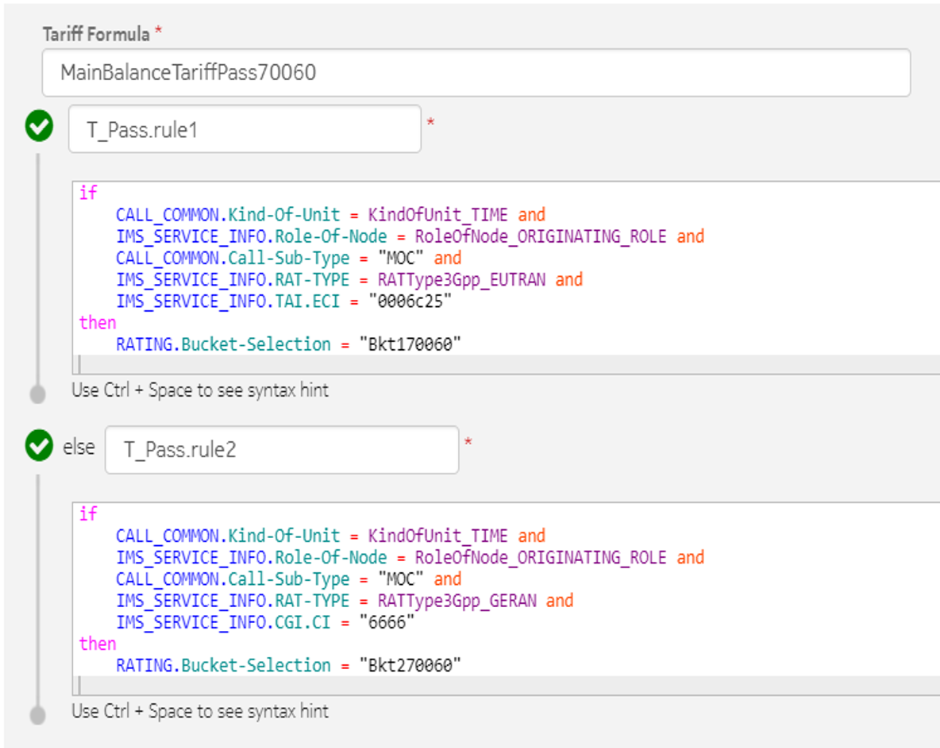 Tariff Formula *
MainBalanceTariffPass70060
T_Pass.rule1 *
if
CALL_COMMON.Kind-Of-Unit = KindOfUnit_TIME and
IMS_SERVICE_INFO.Role-Of-Node = RoleOfNode_ORIGINATING_ROLE and
CALL_COMMON.Call-Sub-Type = "MOC" and
IMS_SERVICE_INFO.RAT-TYPE = RATType3Gpp_EUTRAN and
IMS_SERVICE_INFO.TAI.ECI = "0006c25"
then
RATING.Bucket-Selection = "Bkt170060"
Use Ctrl + Space to see syntax hint
else T_Pass.rule2 *
if
CALL_COMMON.Kind-Of-Unit = KindOfUnit_TIME and
IMS_SERVICE_INFO.Role-Of-Node = RoleOfNode_ORIGINATING_ROLE and
CALL_COMMON.Call-Sub-Type = "MOC" and
IMS_SERVICE_INFO.RAT-TYPE = RATType3Gpp_GERAN and
IMS_SERVICE_INFO.CGI.CI = "6666"
then
RATING.Bucket-Selection = "Bkt270060"
Use Ctrl + Space to see syntax hint